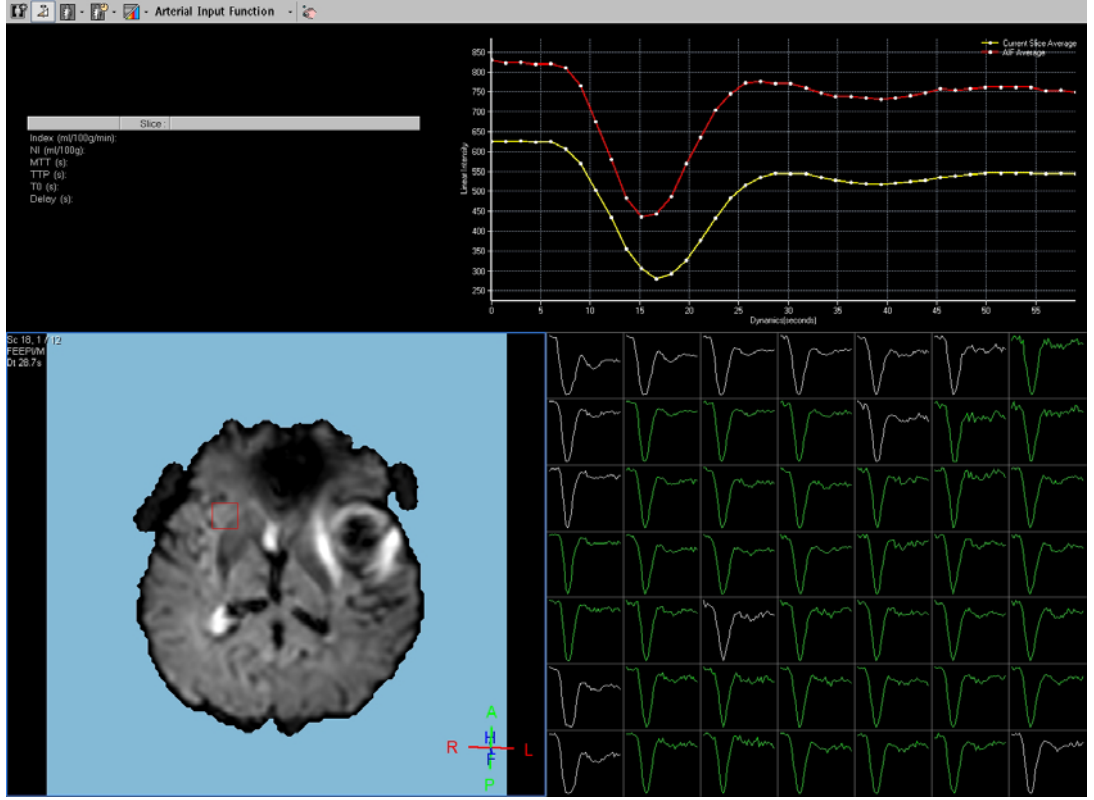 Arterial Input Function
Slice :
Index (ml/100g/min):
NI (ml/100g):
MTT (s):
TTP (s):
T0 (s):
Delay (s):
Current Slice Average
AIF Average
Linear Intensity
850
800
750
700
650
600
550
500
450
400
350
300
250
0 5 10 15 20 25 30 35 40 45 50 55
Dynamics(seconds)
Sc 18, 1 / 12
FEEPI/M
Dt 28.7s
A
H
R L
F
P